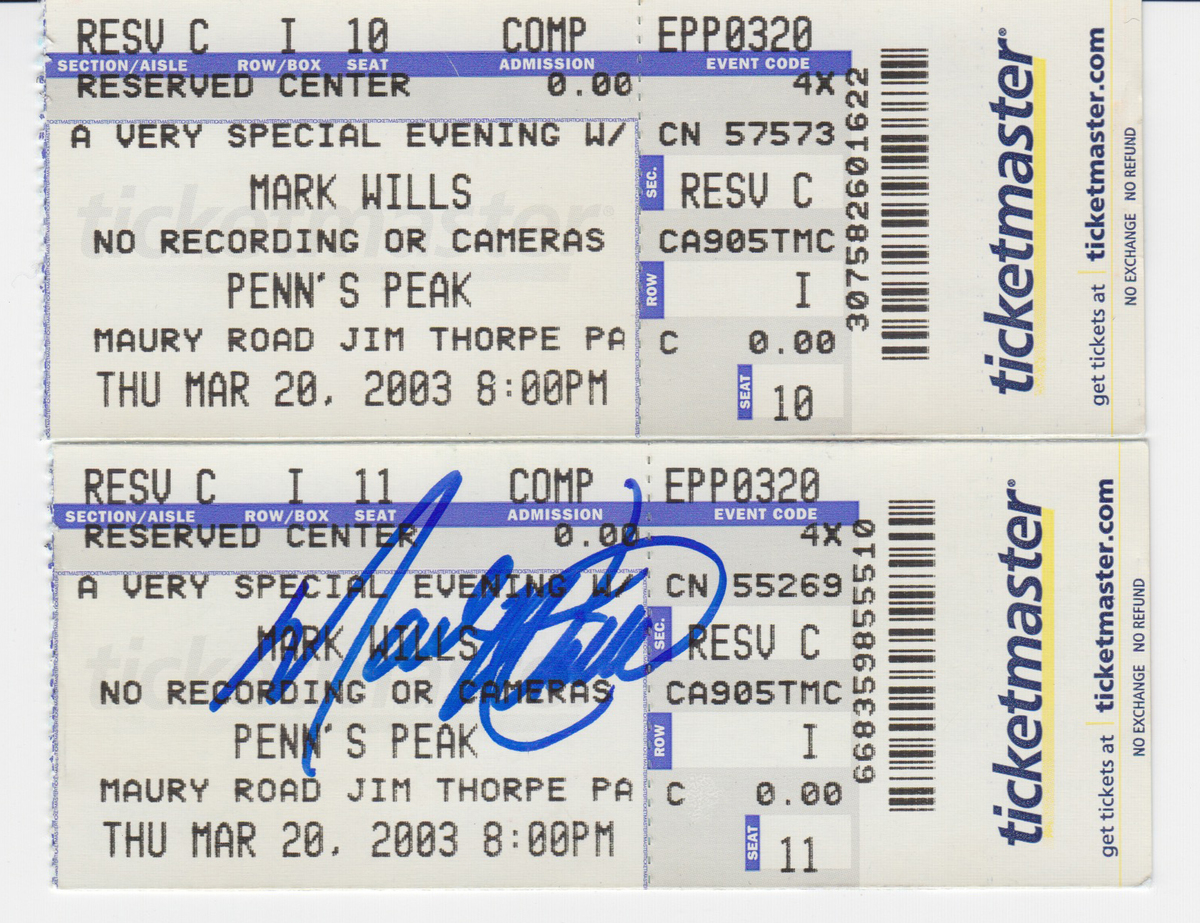 RESV C I 10 COMP EPP0320
SECTION/AISLE ROW/BOX SEAT ADMISSION EVENT CODE
RESERVED CENTER 0.00 4X
A VERY SPECIAL EVENING W/ CN 57573
MARK WILLS SEC. RESV C
ticketmaster®
NO RECORDING OR CAMERAS CA905TMC
PENN'S PEAK ROW I
MAURY ROAD JIM THORPE PA C 0.00
THU MAR 20, 2003 8:00PM SEAT 10
307582601622
ticketmaster®
get tickets at | ticketmaster.com
NO EXCHANGE NO REFUND
RESV C I 11 COMP EPP0320
SECTION/AISLE ROW/BOX SEAT ADMISSION EVENT CODE
RESERVED CENTER 0.00 4X
A VERY SPECIAL EVENING W/ CN 55269
MARK WILLS SEC. RESV C
Mark Wills
NO RECORDING OR CAMERAS CA905TMC
PENN'S PEAK ROW I
MAURY ROAD JIM THORPE PA C 0.00
THU MAR 20, 2003 8:00PM SEAT 11
668359855510
ticketmaster®
get tickets at | ticketmaster.com
NO EXCHANGE NO REFUND